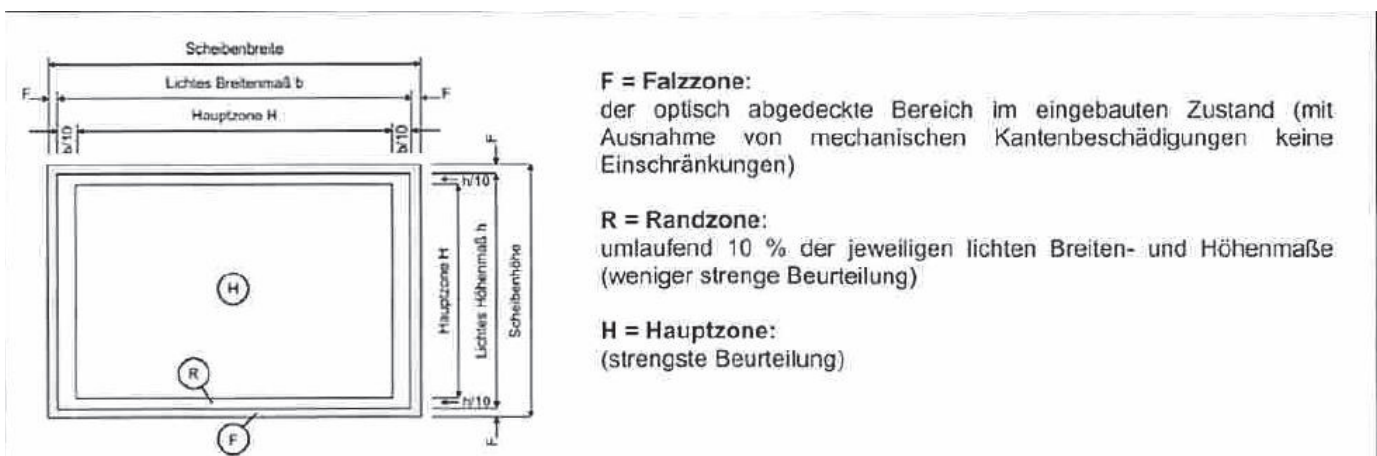 Scheibenbreite
Lichtes Breitenmaß b
F
F
Hauptzone H
b/10
b/10
F
h/10
Hauptzone H
Lichtes Höhenmaß h
Scheibenhöhe
H
R
h/10
F
F
F = Falzzone:
der optisch abgedeckte Bereich im eingebauten Zustand (mit
Ausnahme von mechanischen Kantenbeschädigungen keine
Einschränkungen)
R = Randzone:
umlaufend 10 % der jeweiligen lichten Breiten- und Höhenmaße
(weniger strenge Beurteilung)
H = Hauptzone:
(strengste Beurteilung)